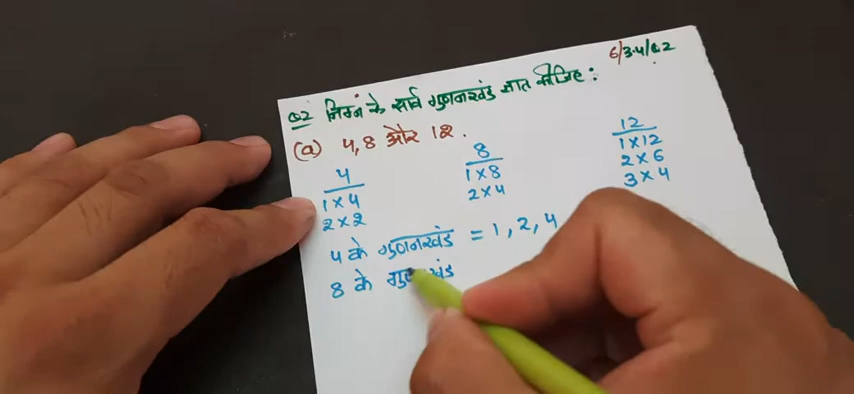 6/3.4/Q.2
Q2 निम्न के सार्व गुणनखंड ज्ञात कीजिए :
(a) 4, 8 और 12.
4 8 12
1 × 4 1 × 8 1 × 12
2 × 2 2 × 4 2 × 6
3 × 4
4 के गुणनखंड = 1, 2, 4
8 के